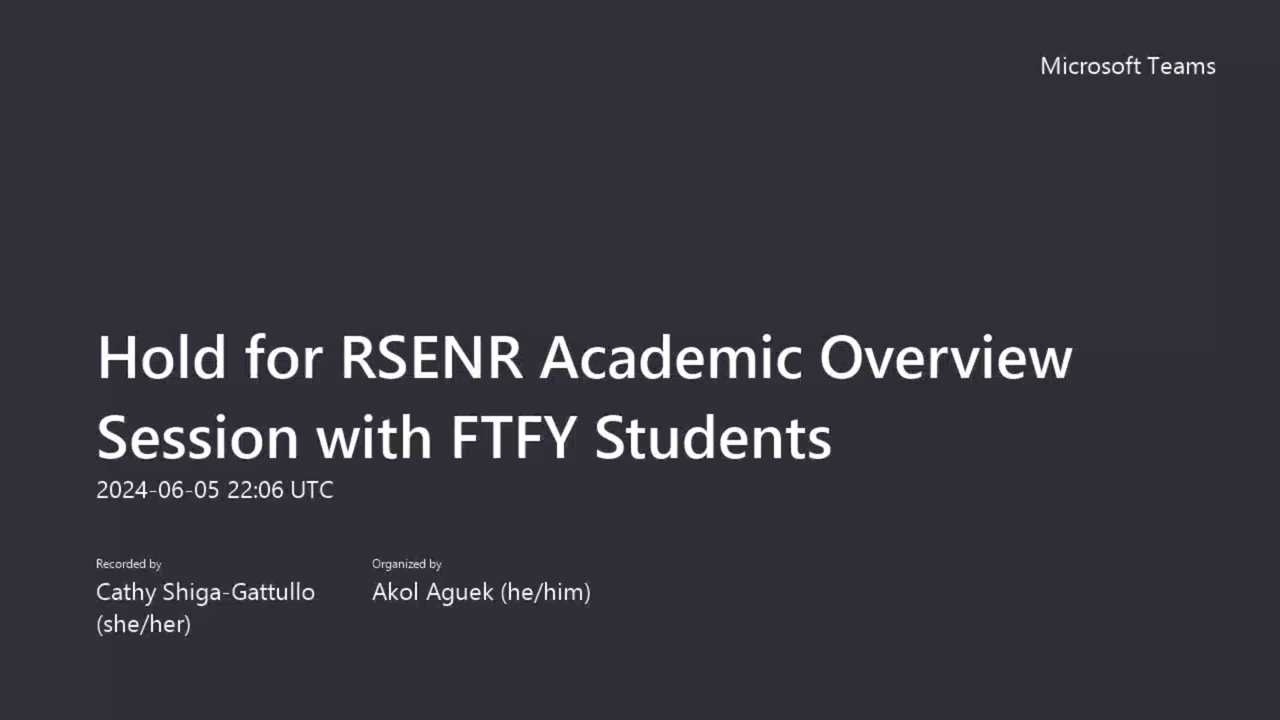 Microsoft Teams
Hold for RSENR Academic Overview
Session with FTFY Students
2024-06-05 22:06 UTC
Recorded by
Cathy Shiga-Gattullo
(she/her)
Organized by
Akol Aguek (he/him)